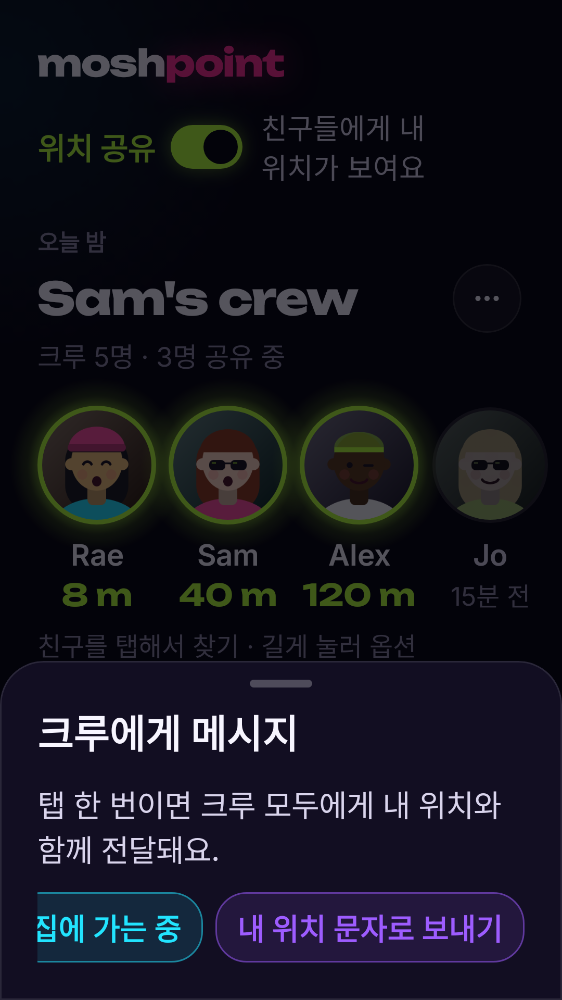 moshpoint
위치 공유
친구들에게 내
위치가 보여요
오늘 밤
Sam's crew
크루 5명 · 3명 공유 중
Rae
Sam
Alex
Jo
8 m
40 m
120 m
15분 전
친구를 탭해서 찾기 · 길게 눌러 옵션
크루에게 메시지
탭 한 번이면 크루 모두에게 내 위치와
함께 전달돼요.
집에 가는 중
내 위치 문자로 보내기